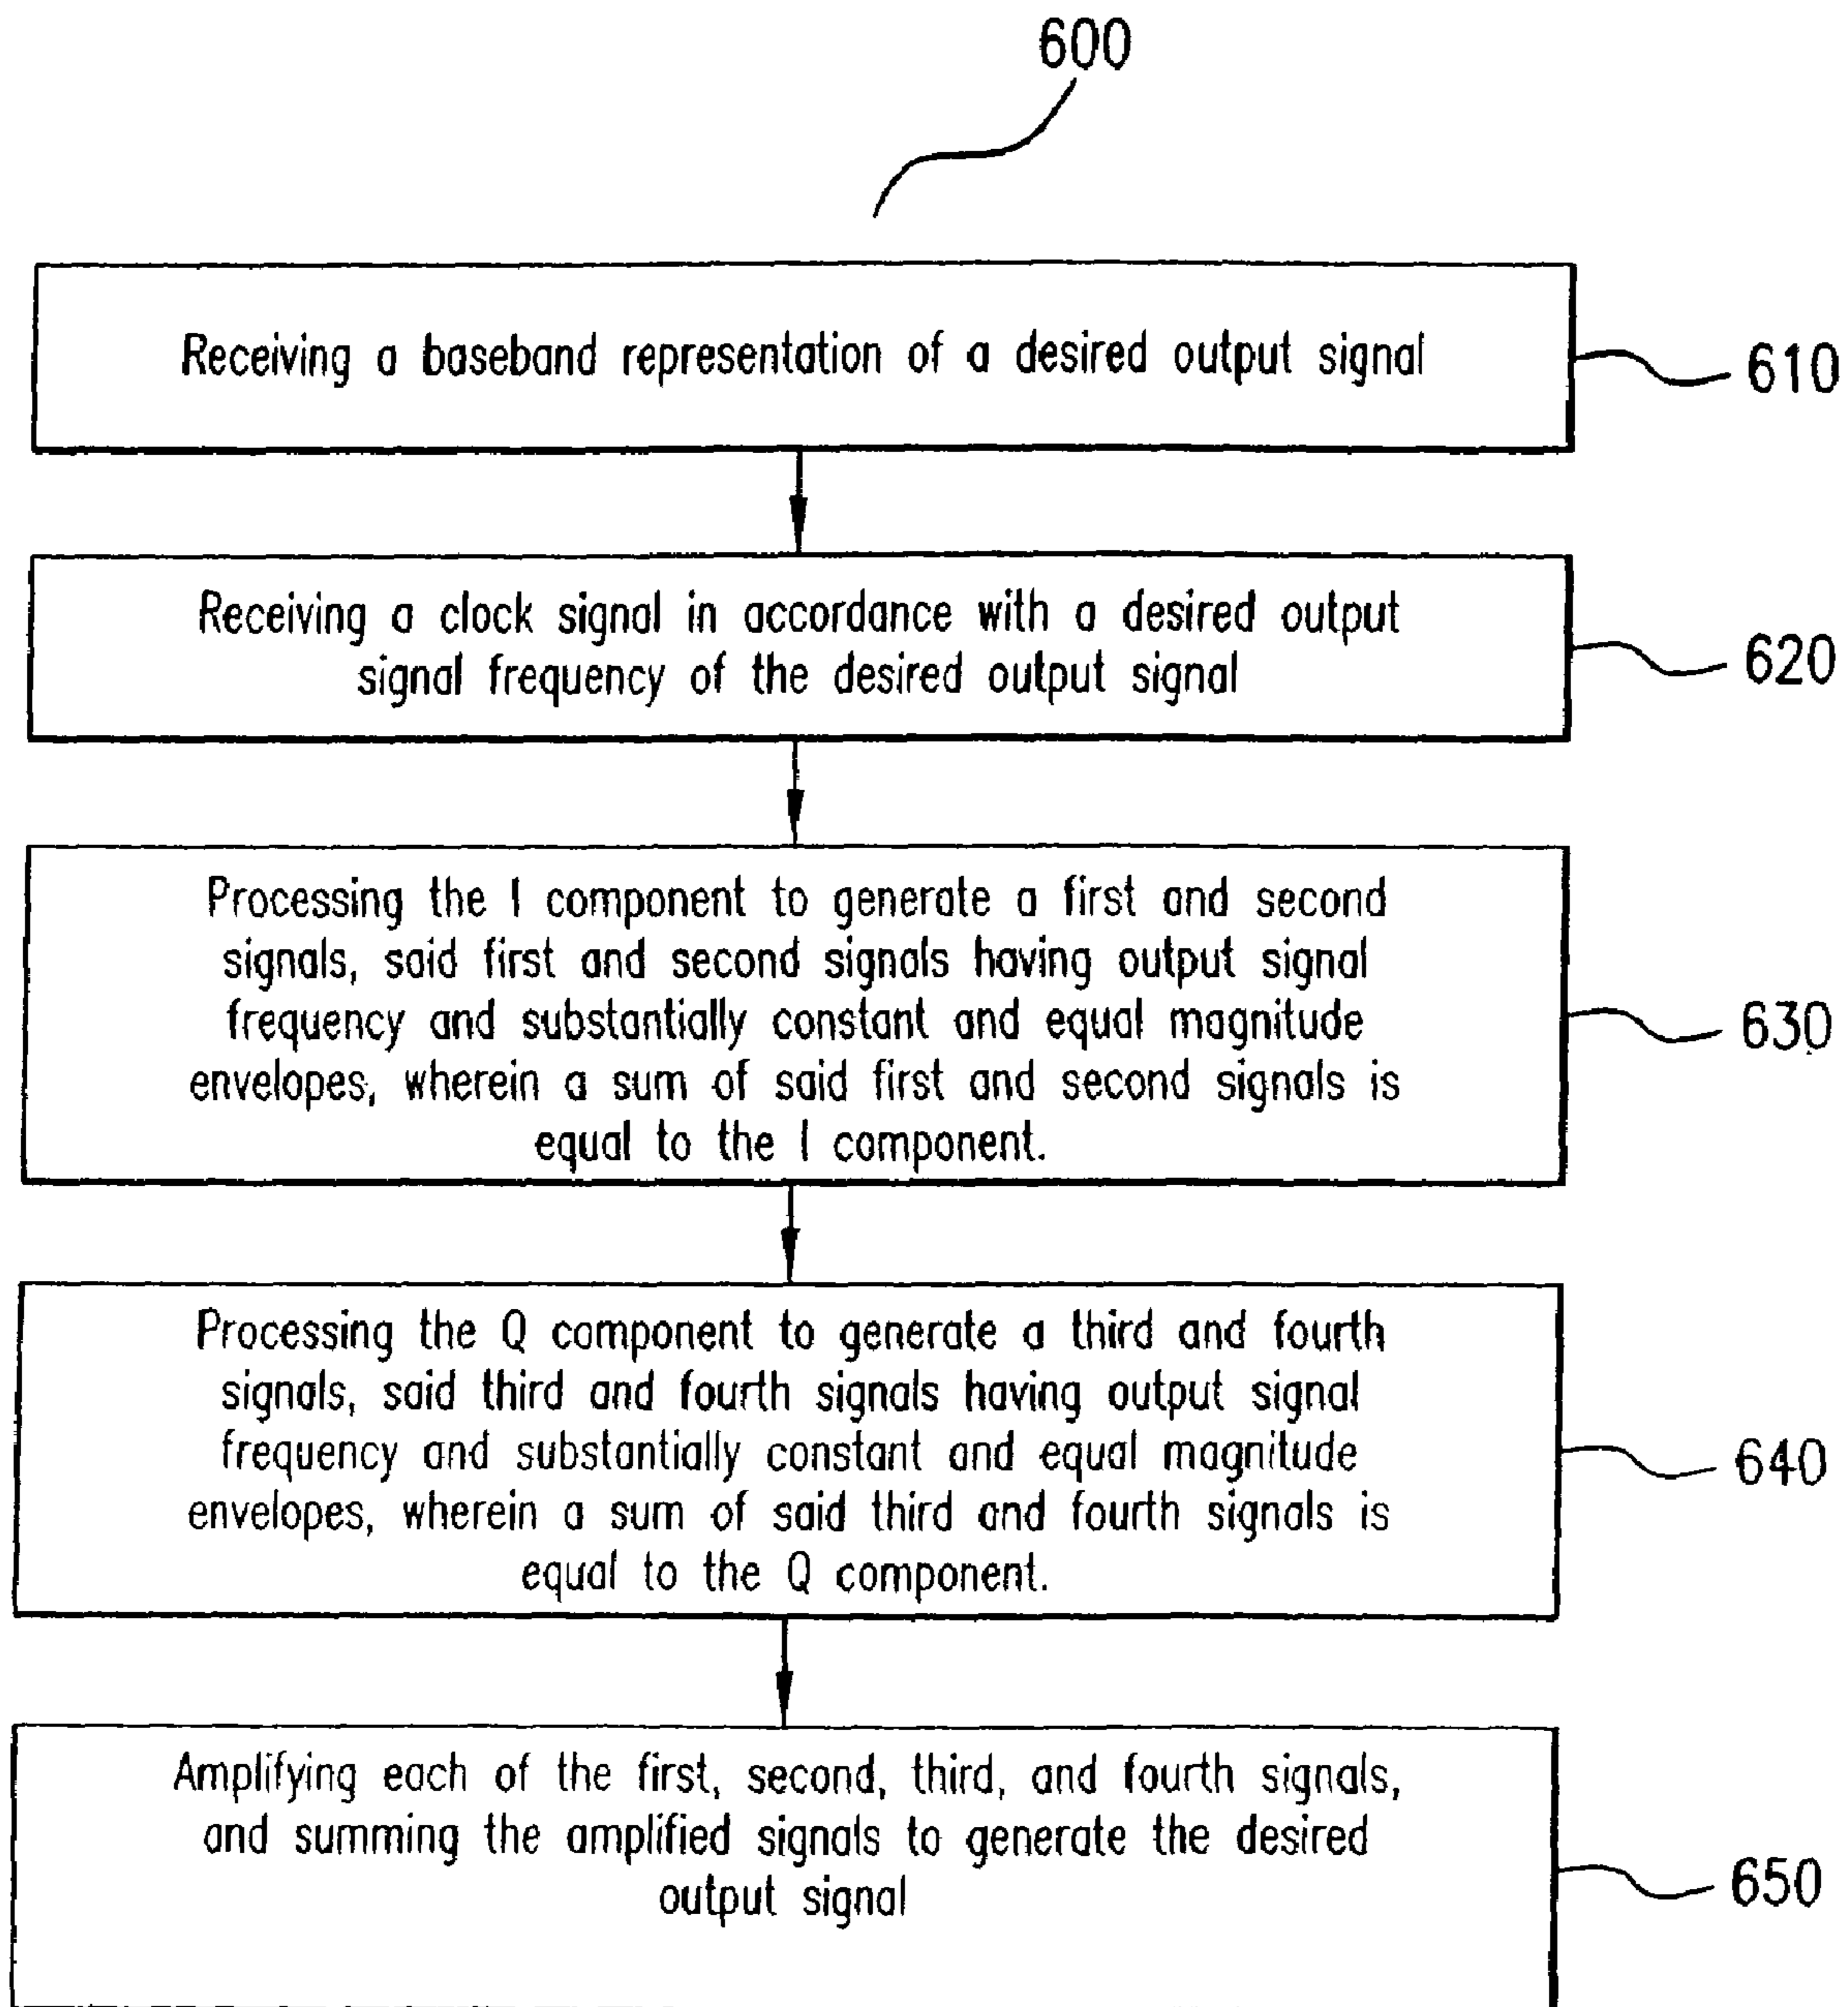 600
Receiving a baseband representation of a desired output signal
610
Receiving a clock signal in accordance with a desired output
signal frequency of the desired output signal
620
Processing the I component to generate a first and second
signals, said first and second signals having output signal
frequency and substantially constant and equal magnitude
envelopes, wherein a sum of said first and second signals is
equal to the I component.
630
Processing the Q component to generate a third and fourth
signals, said third and fourth signals having output signal
frequency and substantially constant and equal magnitude
envelopes, wherein a sum of said third and fourth signals is
equal to the Q component.
640
Amplifying each of the first, second, third, and fourth signals,
and summing the amplified signals to generate the desired
output signal
650